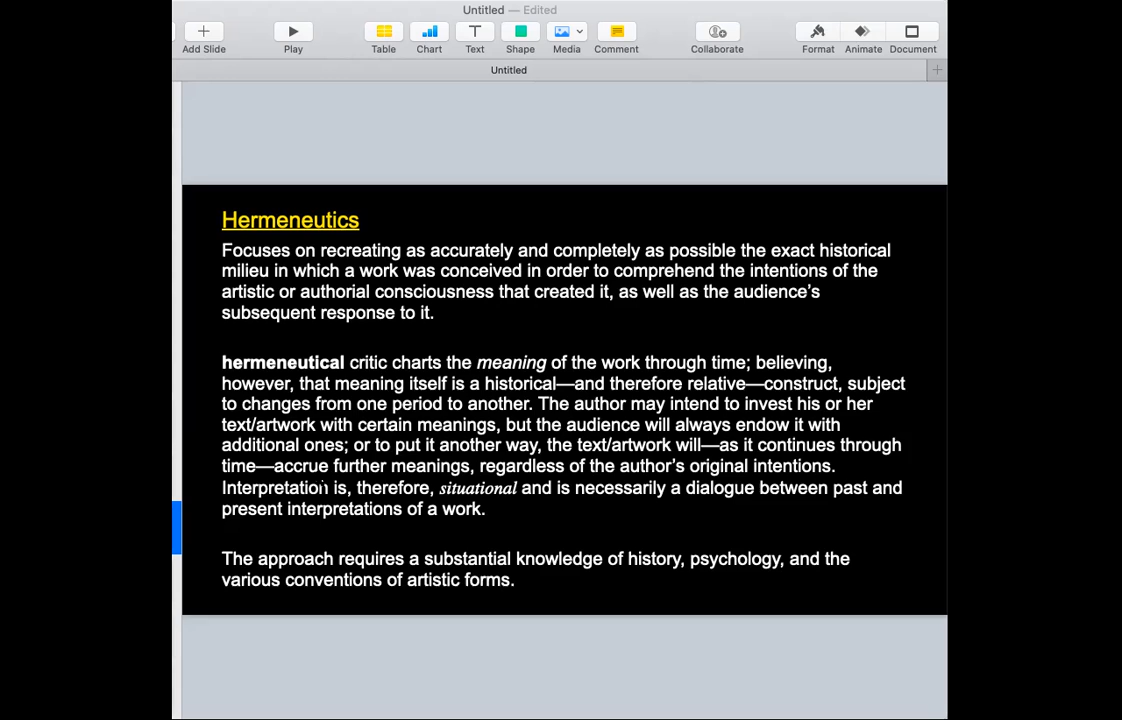 Untitled — Edited
Add Slide
Play
Table
Chart
Text
Shape
Media
Comment
Collaborate
Format
Animate
Document
Untitled
Hermeneutics
Focuses on recreating as accurately and completely as possible the exact historical
milieu in which a work was conceived in order to comprehend the intentions of the
artistic or authorial consciousness that created it, as well as the audience’s
subsequent response to it.
hermeneutical critic charts the meaning of the work through time; believing,
however, that meaning itself is a historical—and therefore relative—construct, subject
to changes from one period to another. The author may intend to invest his or her
text/artwork with certain meanings, but the audience will always endow it with
additional ones; or to put it another way, the text/artwork will—as it continues through
time—accrue further meanings, regardless of the author’s original intentions.
Interpretation is, therefore, situational and is necessarily a dialogue between past and
present interpretations of a work.
The approach requires a substantial knowledge of history, psychology, and the
various conventions of artistic forms.